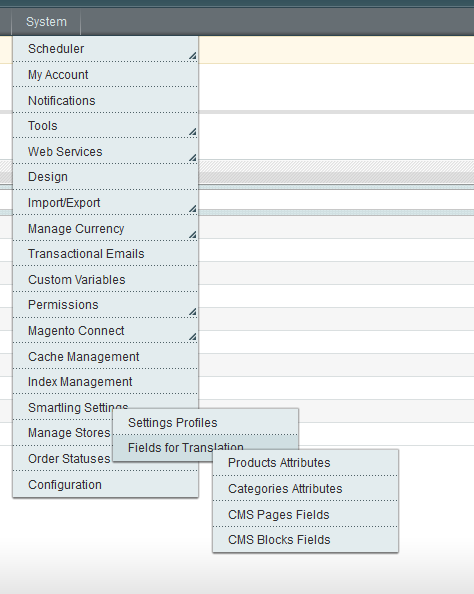 System
Scheduler
My Account
Notifications
Tools
Web Services
Design
Import/Export
Manage Currency
Transactional Emails
Custom Variables
Permissions
Magento Connect
Cache Management
Index Management
Smartling Settings
Manage Stores
Order Statuses
Configuration
Settings Profiles
Fields for Translation
Products Attributes
Categories Attributes
CMS Pages Fields
CMS Blocks Fields